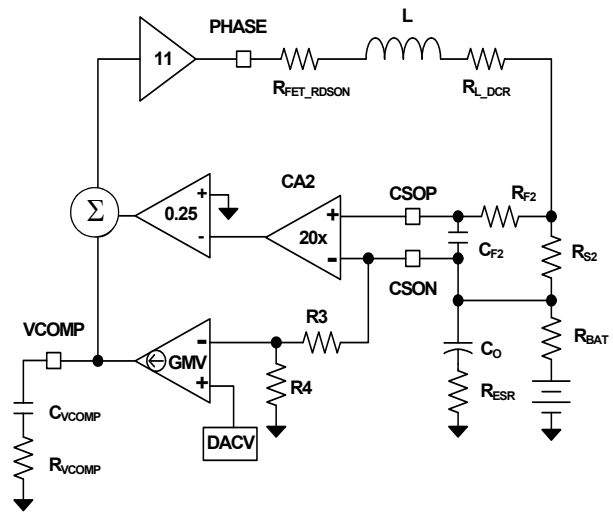 PHASE
L
11
RFET_RDSON
RL_DCR
CA2
CSOP
RF2
Σ
0.25
+
-
20x
+
-
CF2
RS2
CSON
VCOMP
R3
RBAT
GMV
-
+
R4
CO
RESR
CVCOMP
DACV
RVCOMP